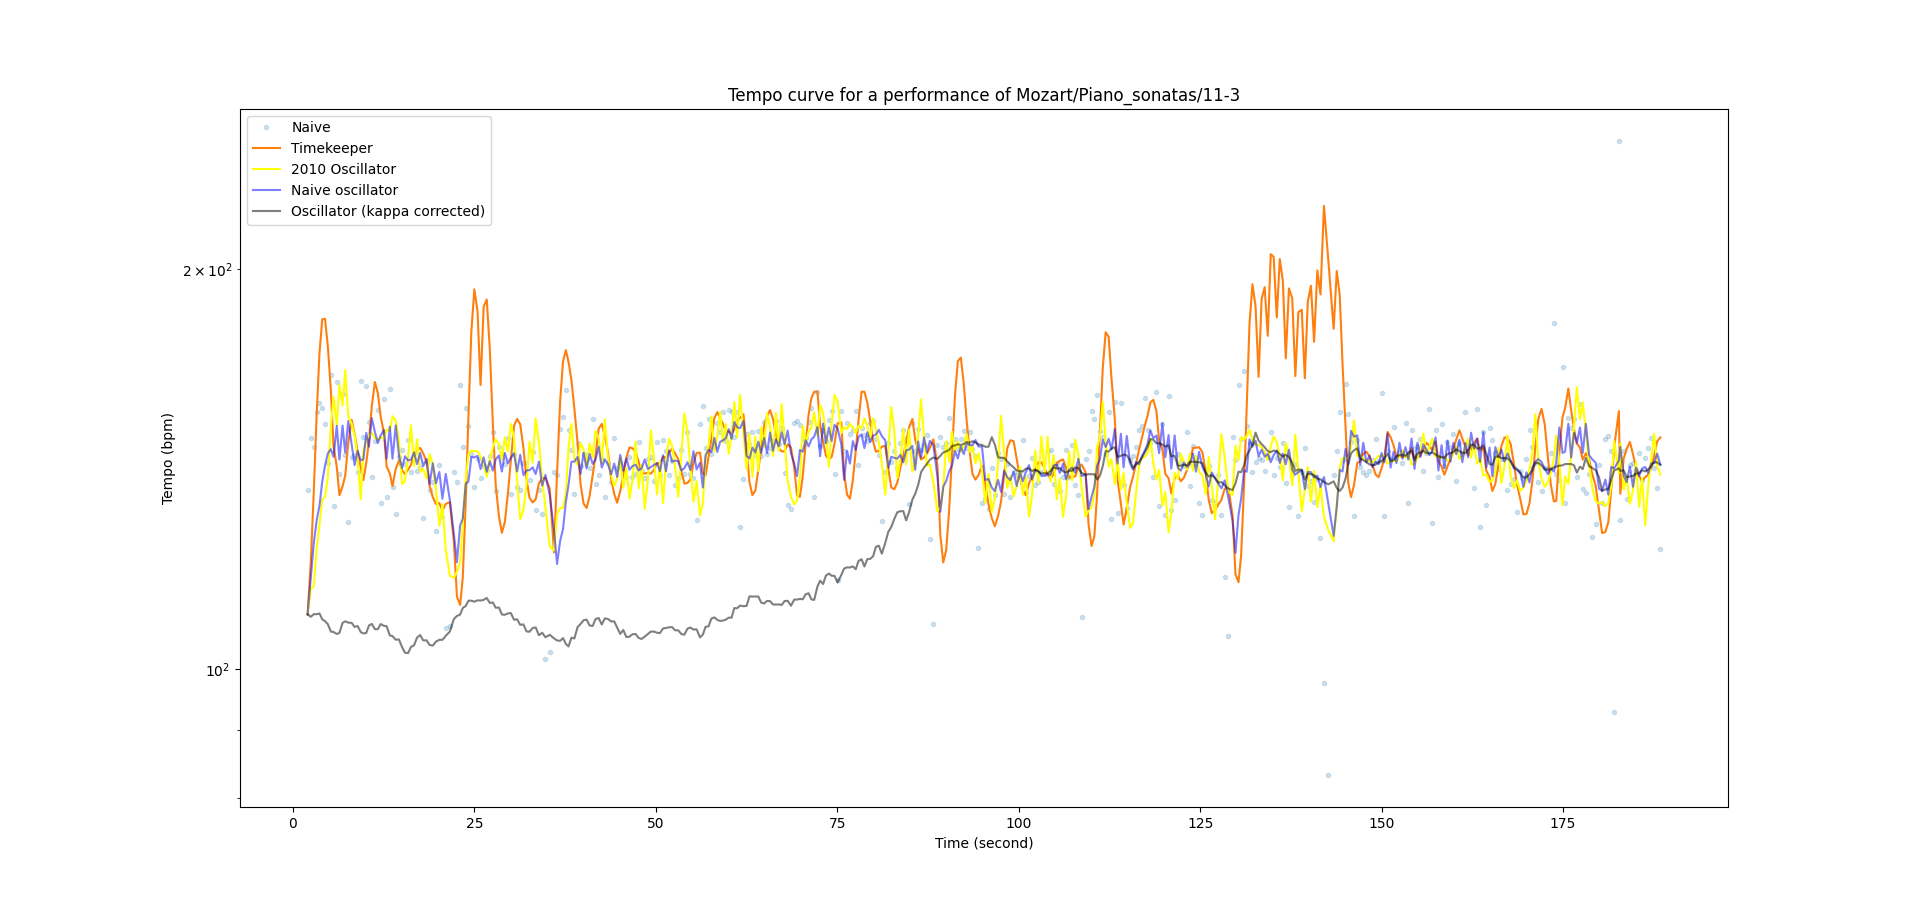 Tempo curve for a performance of Mozart/Piano_sonatas/11-3
Naive
Timekeeper
2010 Oscillator
Naive oscillator
Oscillator (kappa corrected)
2 × 10²
10²
Tempo (bpm)
0 25 50 75 100 125 150 175
Time (second)